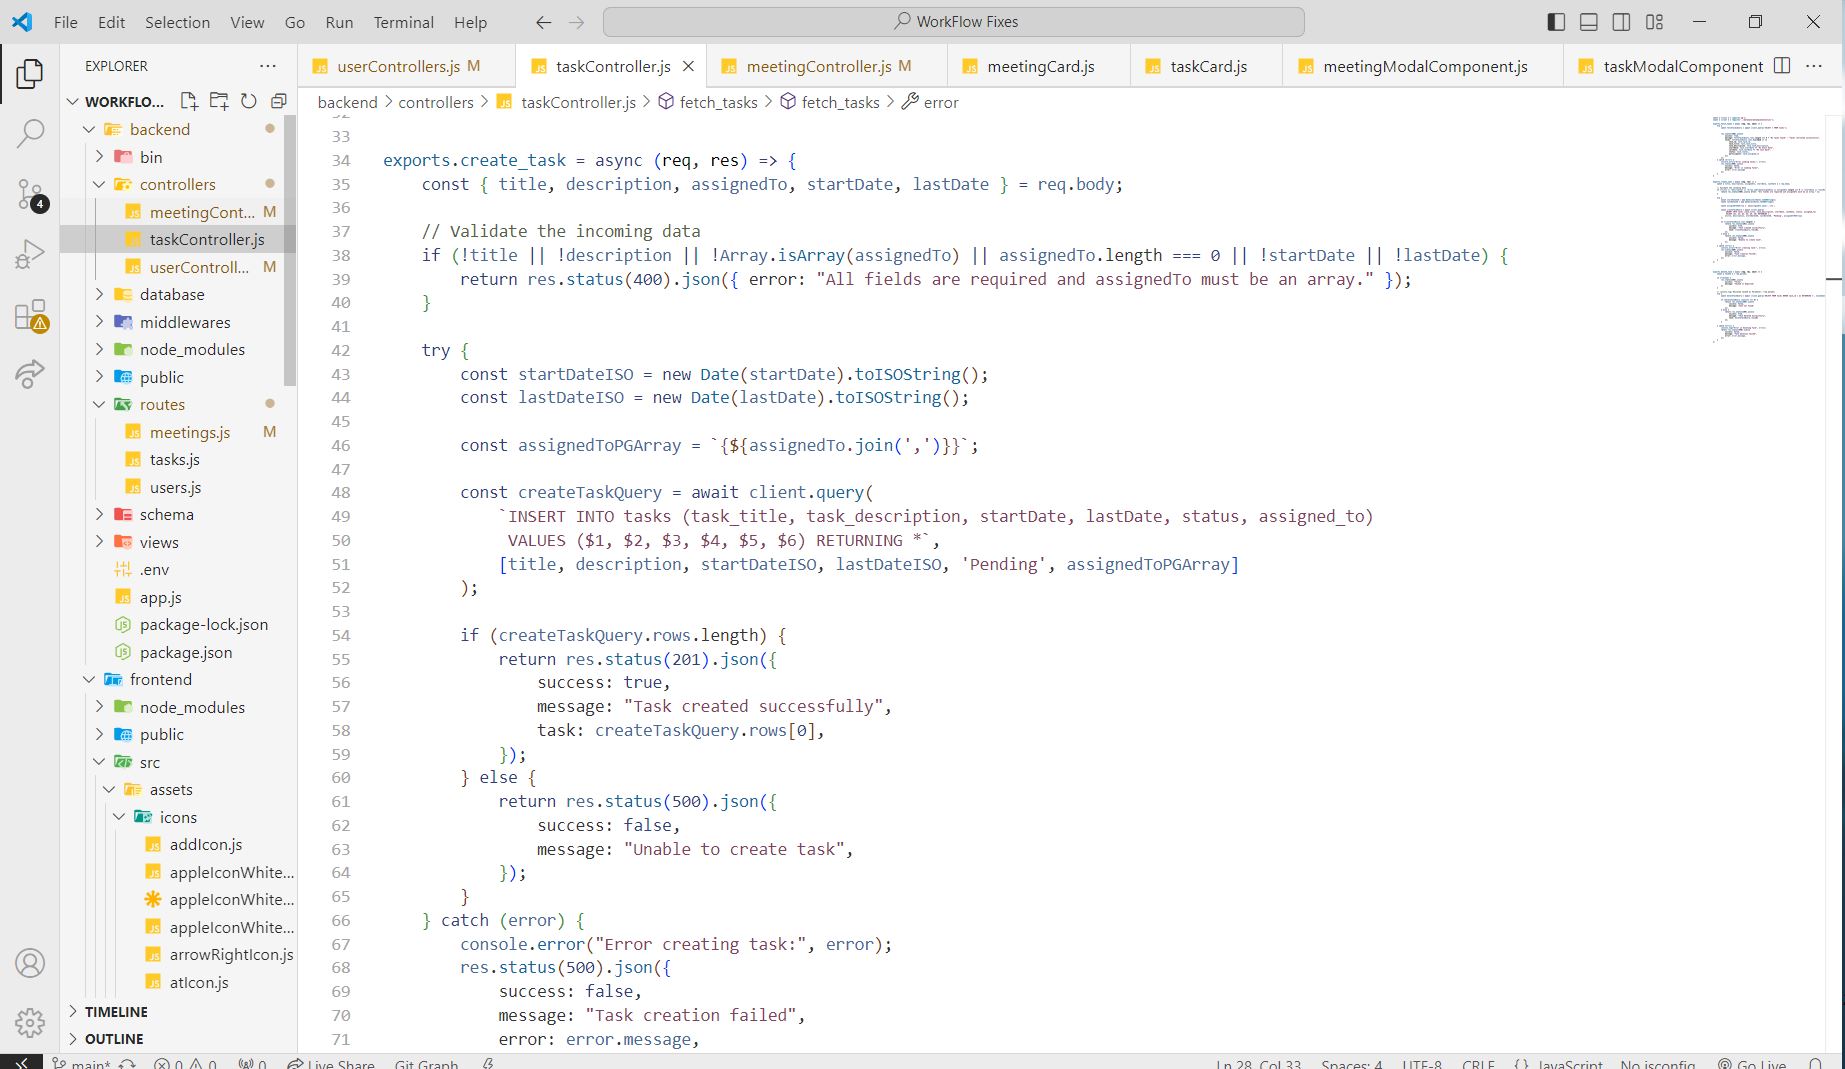 File Edit Selection View Go Run Terminal Help
WorkFlow Fixes
EXPLORER
userControllers.js M
taskController.js
meetingController.js M
meetingCard.js
taskCard.js
meetingModalComponent.js
taskModalComponent
WORKFLO...
backend > controllers > taskController.js > fetch_tasks > fetch_tasks > error
backend
bin
controllers
meetingCont... M
taskController.js
userControll... M
database
middlewares
node_modules
public
routes
meetings.js M
tasks.js
users.js
schema
views
.env
app.js
package-lock.json
package.json
frontend
node_modules
public
src
assets
icons
addIcon.js
appleIconWhite...
appleIconWhite...
appleIconWhite...
arrowRightIcon.js
atIcon.js
TIMELINE
OUTLINE
4
32
33
34 exports.create_task = async (req, res) => {
35 const { title, description, assignedTo, startDate, lastDate } = req.body;
36
37 // Validate the incoming data
38 if (!title || !description || !Array.isArray(assignedTo) || assignedTo.length === 0 || !startDate || !lastDate) {
39 return res.status(400).json({ error: "All fields are required and assignedTo must be an array." });
40 }
41
42 try {
43 const startDateISO = new Date(startDate).toISOString();
44 const lastDateISO = new Date(lastDate).toISOString();
45
46 const assignedToPGArray = `{${assignedTo.join(',')}}`;
47
48 const createTaskQuery = await client.query(
49 `INSERT INTO tasks (task_title, task_description, startDate, lastDate, status, assigned_to)
50 VALUES ($1, $2, $3, $4, $5, $6) RETURNING *`,
51 [title, description, startDateISO, lastDateISO, 'Pending', assignedToPGArray]
52 );
53
54 if (createTaskQuery.rows.length) {
55 return res.status(201).json({
56 success: true,
57 message: "Task created successfully",
58 task: createTaskQuery.rows[0],
59 });
60 } else {
61 return res.status(500).json({
62 success: false,
63 message: "Unable to create task",
64 });
65 }
66 } catch (error) {
67 console.error("Error creating task:", error);
68 res.status(500).json({
69 success: false,
70 message: "Task creation failed",
71 error: error.message,
main* 0 0 0 Live Share Git Graph
Ln 28, Col 33 Spaces: 4 UTF-8 CRLF {} JavaScript No jsconfig Go Live